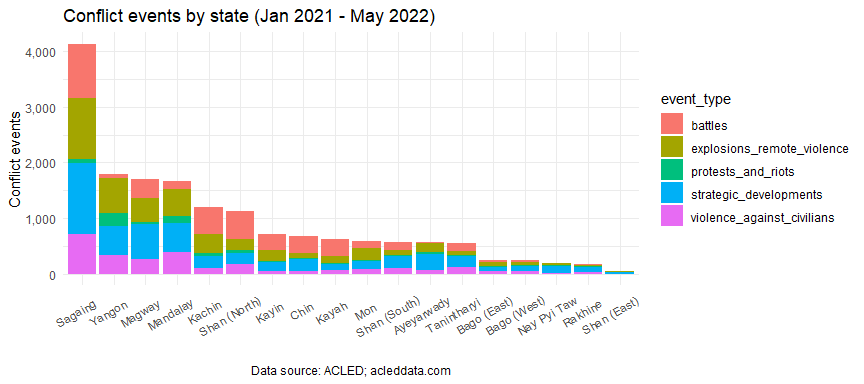 Conflict events by state (Jan 2021 - May 2022)
4,000
3,000
2,000
1,000
0
Conflict events
Sagaing
Yangon
Magway
Mandalay
Kachin
Shan (North)
Kayin
Chin
Kayah
Mon
Shan (South)
Ayeyarwady
Tanintharyi
Bago (East)
Bago (West)
Nay Pyi Taw
Rakhine
Shan (East)
Data source: ACLED; acleddata.com
event_type
battles
explosions_remote_violence
protests_and_riots
strategic_developments
violence_against_civilians